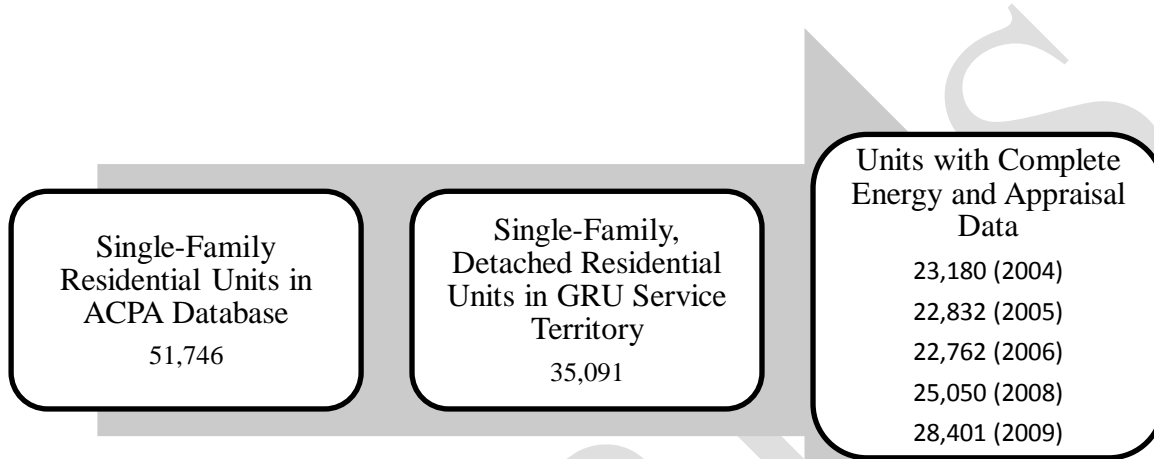 Single-Family
Residential Units in
ACPA Database
51,746
Single-Family,
Detached Residential
Units in GRU Service
Territory
35,091
Units with Complete
Energy and Appraisal
Data
23,180 (2004)
22,832 (2005)
22,762 (2006)
25,050 (2008)
28,401 (2009)